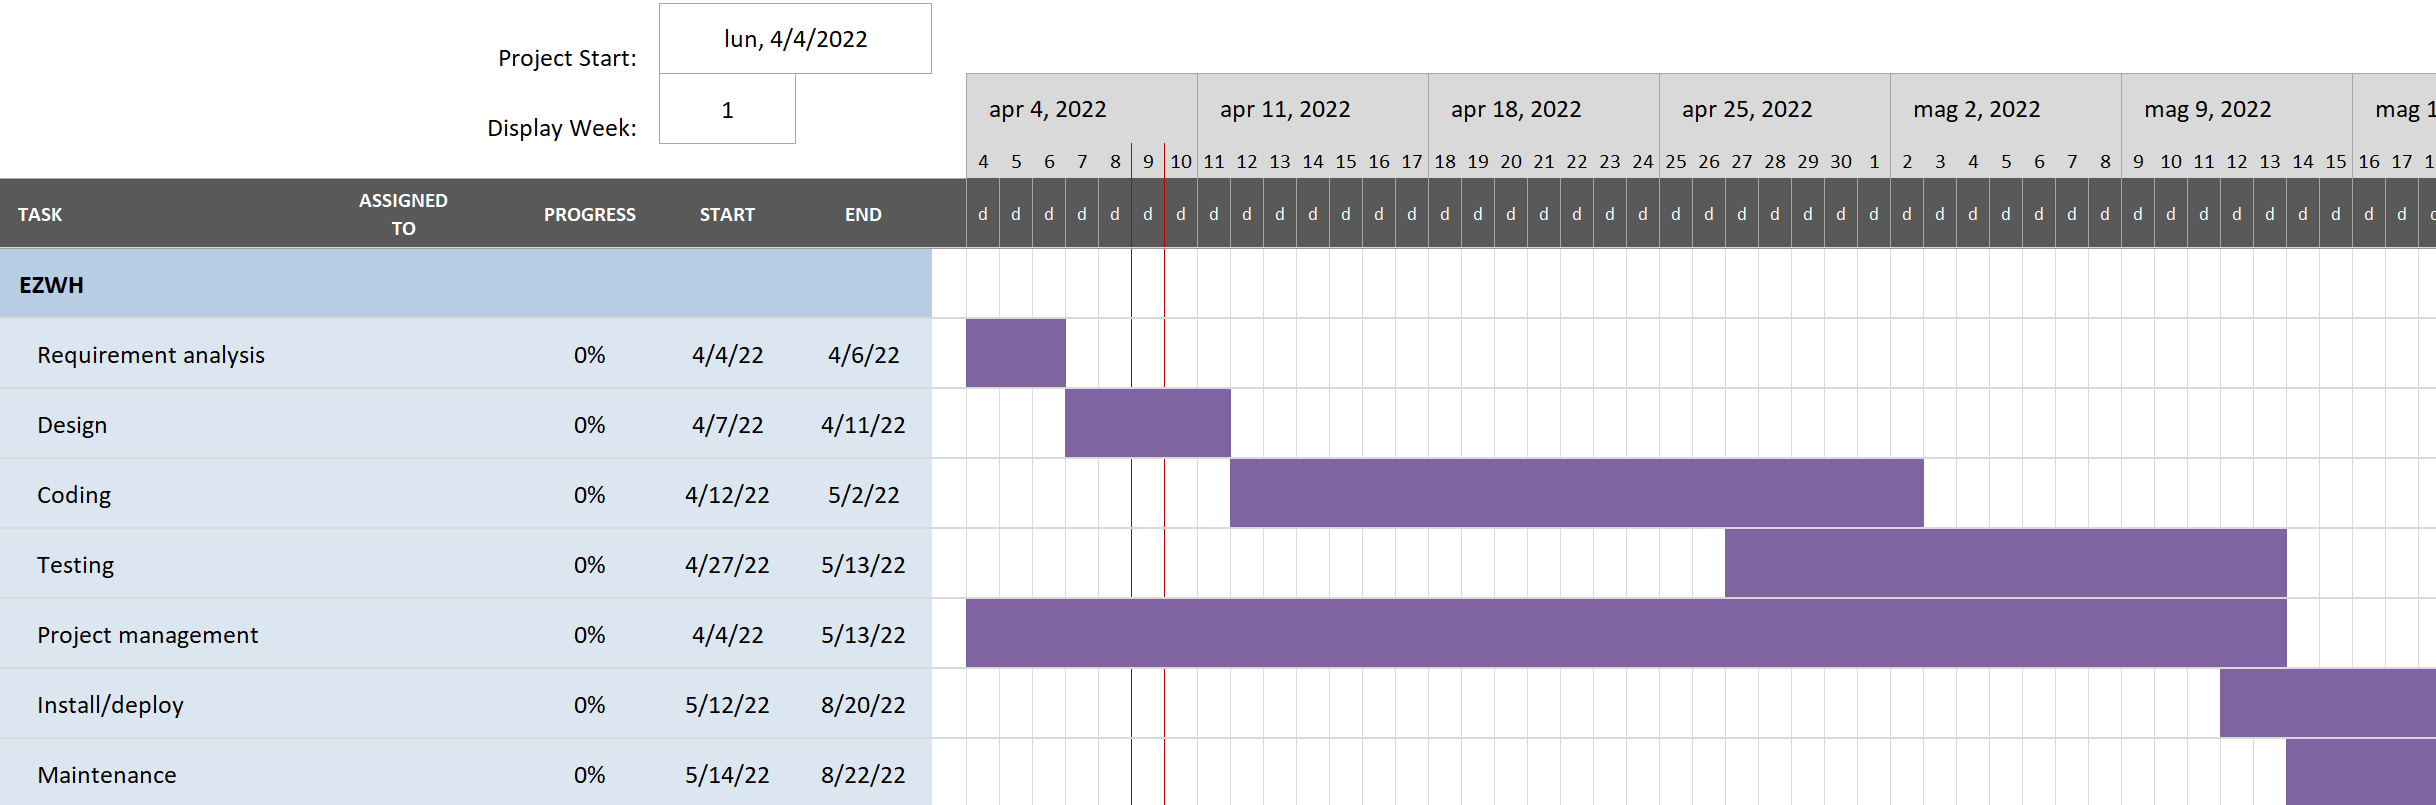 Project Start: lun, 4/4/2022
Display Week: 1
apr 4, 2022 apr 11, 2022 apr 18, 2022 apr 25, 2022 mag 2, 2022 mag 9, 2022 mag 1
4 5 6 7 8 9 10 11 12 13 14 15 16 17 18 19 20 21 22 23 24 25 26 27 28 29 30 1 2 3 4 5 6 7 8 9 10 11 12 13 14 15 16 17 1
TASK ASSIGNED TO PROGRESS START END d d d d d d d d d d d d d d d d d d d d d d d d d d d d d d d d d d d d d d d d d d d d d
EZWH
Requirement analysis 0% 4/4/22 4/6/22
Design 0% 4/7/22 4/11/22
Coding 0% 4/12/22 5/2/22
Testing 0% 4/27/22 5/13/22
Project management 0% 4/4/22 5/13/22
Install/deploy 0% 5/12/22 8/20/22
Maintenance 0% 5/14/22 8/22/22